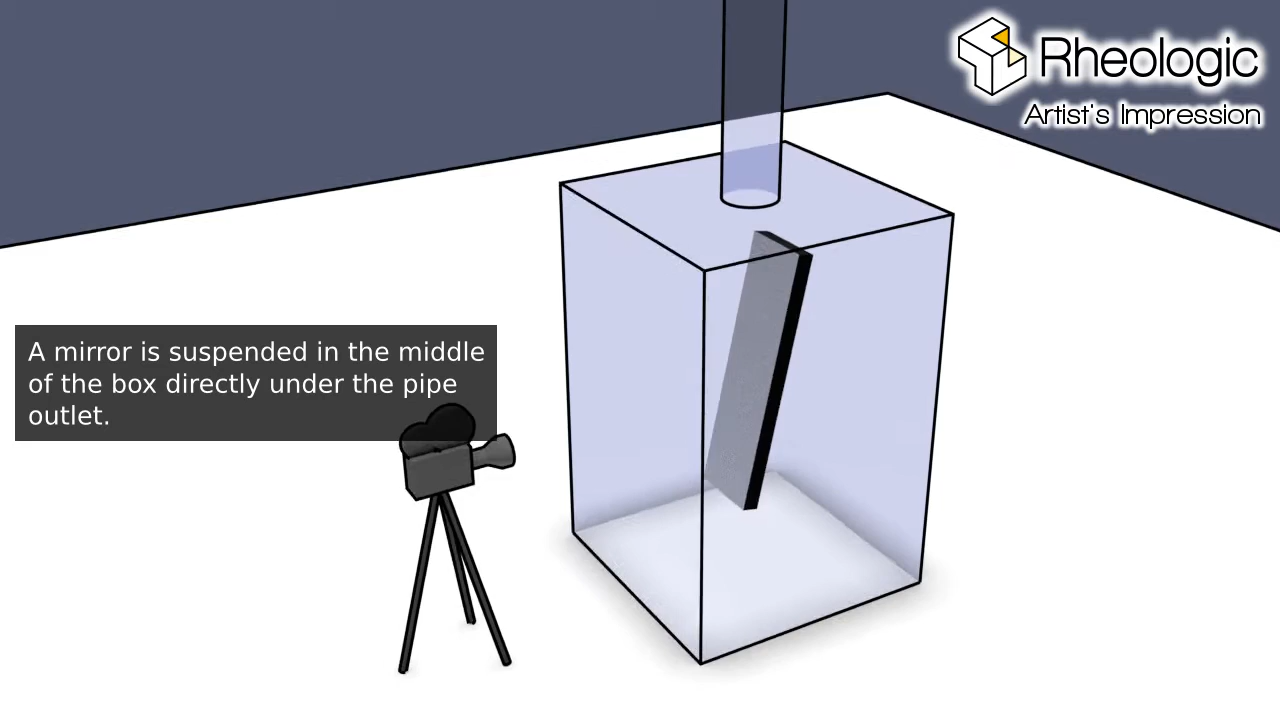 Rheologic
Artist's Impression
A mirror is suspended in the middle
of the box directly under the pipe
outlet.